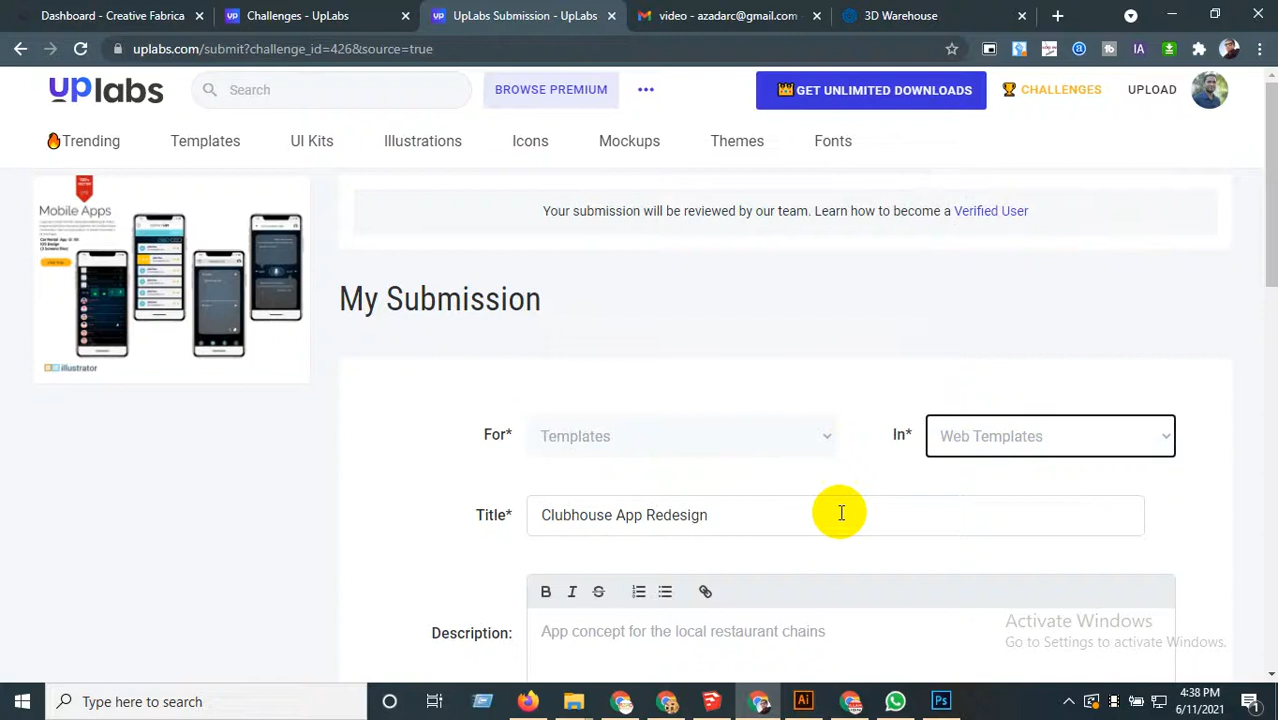 Dashboard - Creative Fabrica
Challenges - UpLabs
UpLabs Submission - UpLabs
video - azadarc@gmail.com
3D Warehouse
uplabs.com/submit?challenge_id=426&source=true
uplabs
Search
BROWSE PREMIUM
GET UNLIMITED DOWNLOADS
CHALLENGES
UPLOAD
Trending
Templates
UI Kits
Illustrations
Icons
Mockups
Themes
Fonts
Mobile Apps
illustrator
Your submission will be reviewed by our team. Learn how to become a Verified User
My Submission
For*
Templates
In*
Web Templates
Title*
Clubhouse App Redesign
Description:
App concept for the local restaurant chains
Activate Windows
Go to Settings to activate Windows.
Type here to search
4:38 PM
6/11/2021